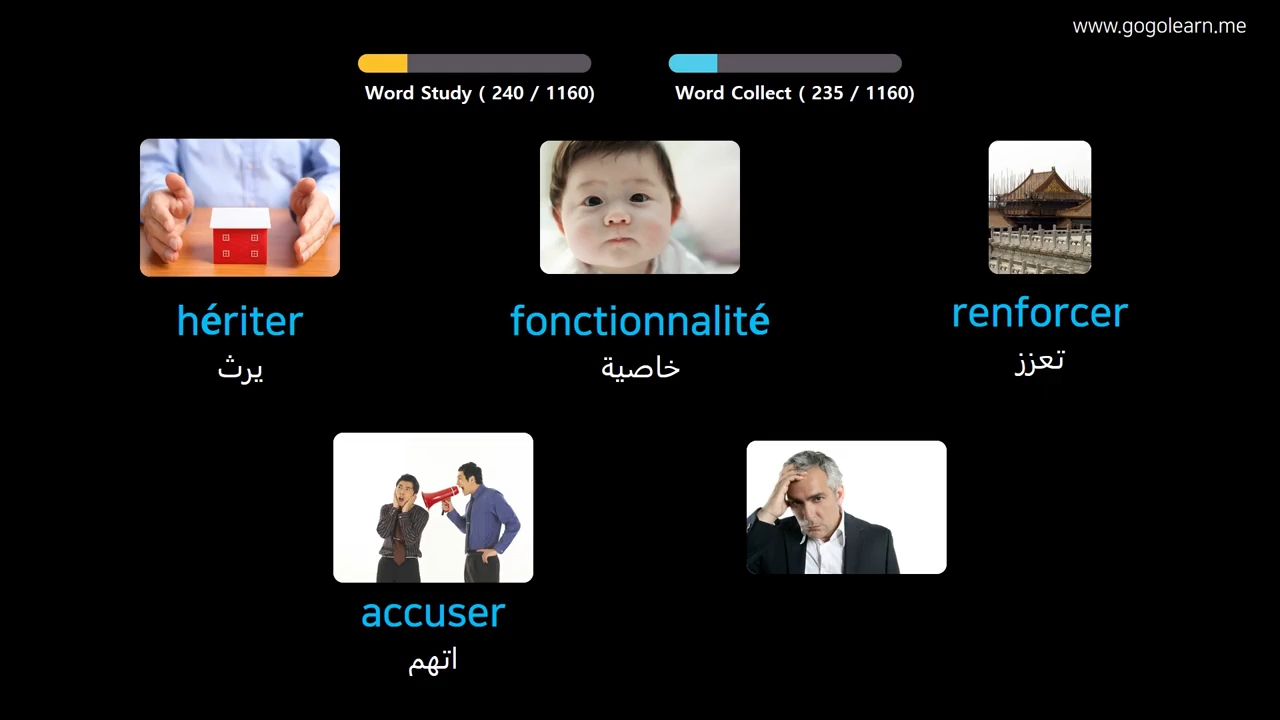 www.gogolearn.me
Word Study ( 240 / 1160)
Word Collect ( 235 / 1160)
hériter
يرث
fonctionnalité
خاصية
renforcer
تعزز
accuser
اتهم